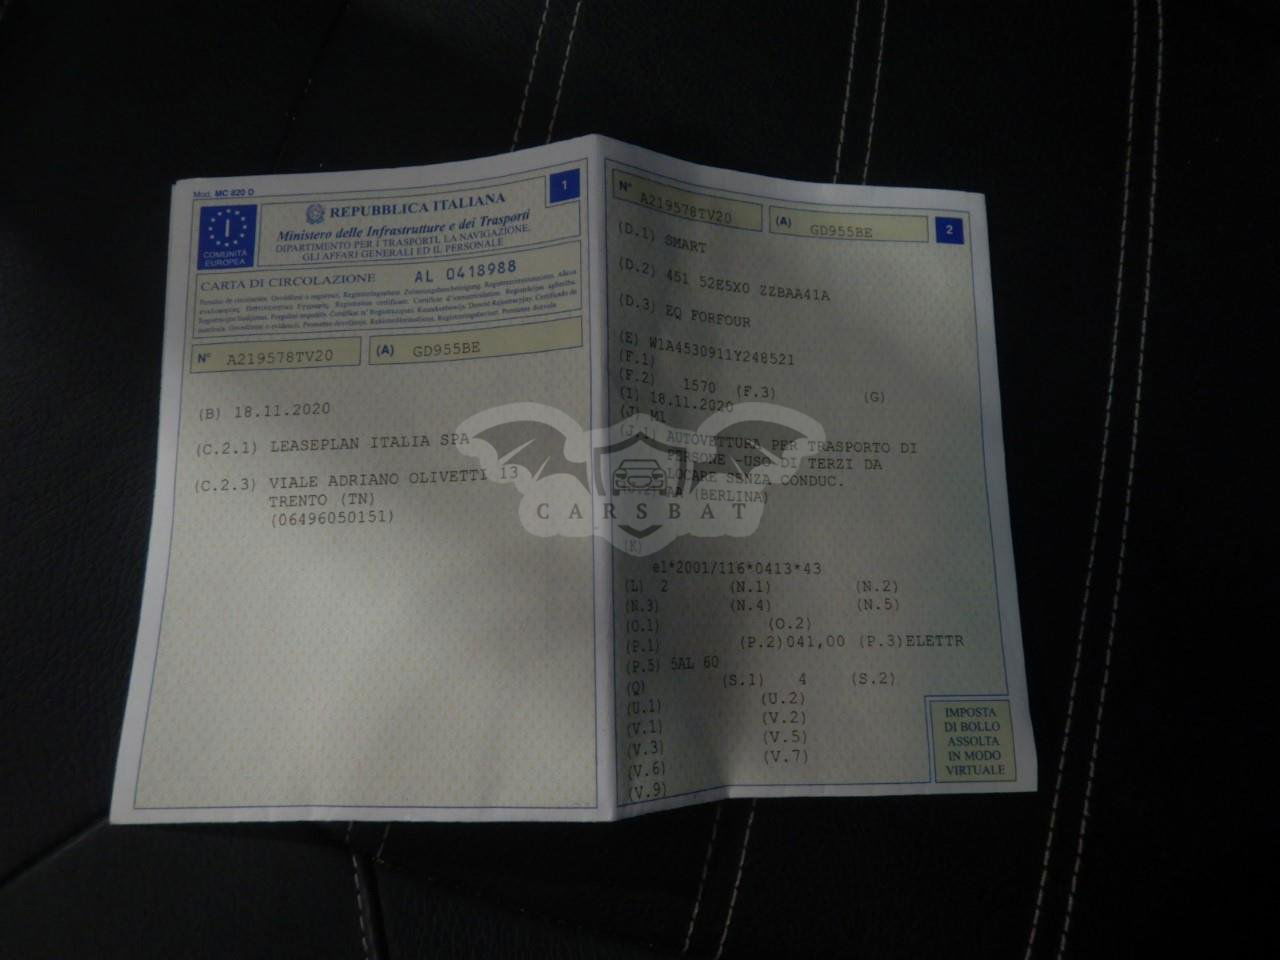 Mod. MC 820 D
1
REPUBBLICA ITALIANA
Ministero delle Infrastrutture e dei Trasporti
DIPARTIMENTO PER I TRASPORTI, LA NAVIGAZIONE,
GLI AFFARI GENERALI ED IL PERSONALE
I
COMUNITÀ
EUROPEA
CARTA DI CIRCOLAZIONE AL 0418988
N° A219578TV20 (A) GD955BE
(B) 18.11.2020
(C.2.1) LEASEPLAN ITALIA SPA
(C.2.3) VIALE ADRIANO OLIVETTI 13
TRENTO (TN)
(06496050151)
N° A219578TV20 (A) GD955BE 2
(D.1) SMART
(D.2) 451 52E5X0 ZZBAA41A
(D.3) EQ FORFOUR
(E) W1A4530911Y248521
(F.1)
(F.2) 1570 (F.3) (G)
(I) 18.11.2020
(J) M1
(J.1) AUTOVETTURA PER TRASPORTO DI
PERSONE -USO DI TERZI DA
LOCARE SENZA CONDUC.
AA (BERLINA)
CARSBAT
(K)
e1*2001/116*0413*43
(L) 2 (N.1) (N.2)
(N.3) (N.4) (N.5)
(O.1) (O.2)
(P.1) (P.2)041,00 (P.3)ELETTR
(P.5) 5AL 60
(Q) (S.1) 4 (S.2)
(U.1) (U.2)
(V.1) (V.2)
(V.3) (V.5)
(V.6) (V.7)
(V.9)
IMPOSTA
DI BOLLO
ASSOLTA
IN MODO
VIRTUALE